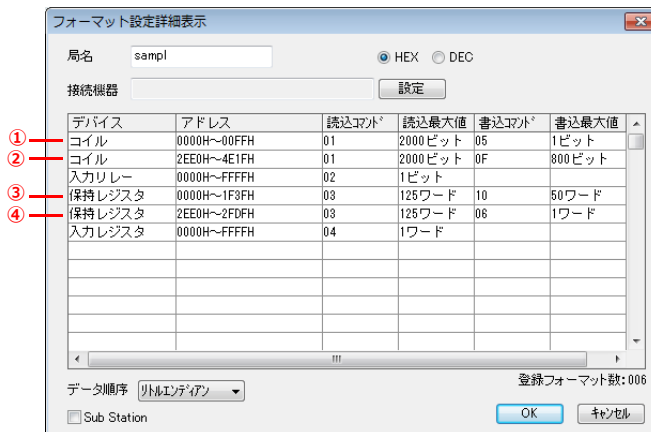 フォーマット設定詳細表示
局名 sampl HEX DEC
接続機器 設定
デバイス アドレス 読込コマンド 読込最大値 書込コマンド 書込最大値
① コイル 0000H～00FFH 01 2000ビット 05 1ビット
② コイル 2EE0H～4E1FH 01 2000ビット 0F 800ビット
入力リレー 0000H～FFFFH 02 1ビット
③ 保持レジスタ 0000H～1F3FH 03 125ワード 10 50ワード
④ 保持レジスタ 2EE0H～2FDFH 03 125ワード 06 1ワード
入力レジスタ 0000H～FFFFH 04 1ワード
登録フォーマット数:006
データ順序 リトルエンディアン
Sub Station OK キャンセル